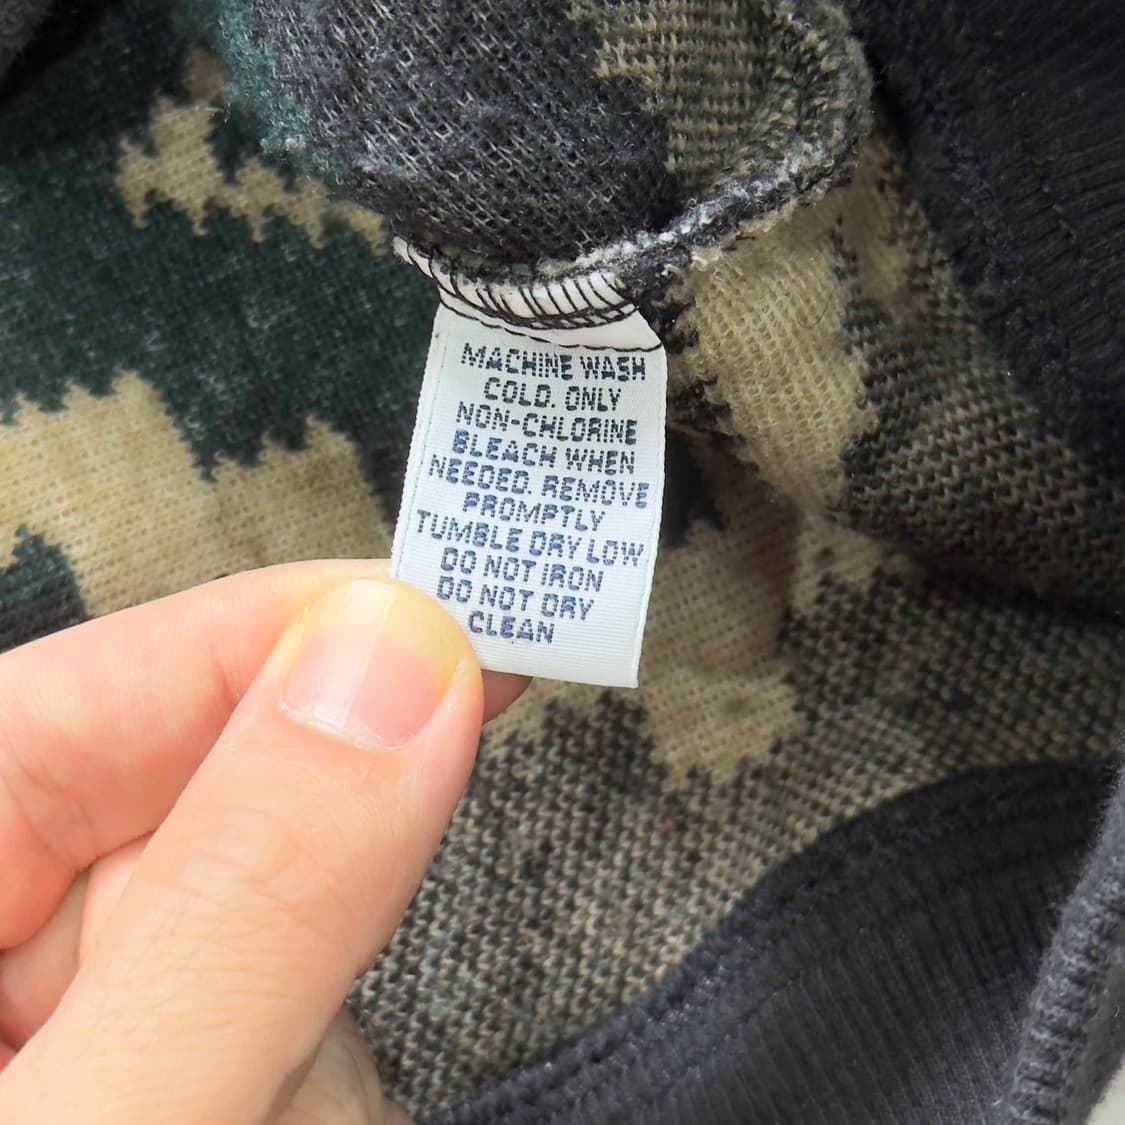 MACHINE WASH
COLD. ONLY
NON-CHLORINE
BLEACH WHEN
NEEDED. REMOVE
PROMPTLY
TUMBLE DRY LOW
DO NOT IRON
DO NOT DRY
CLEAN